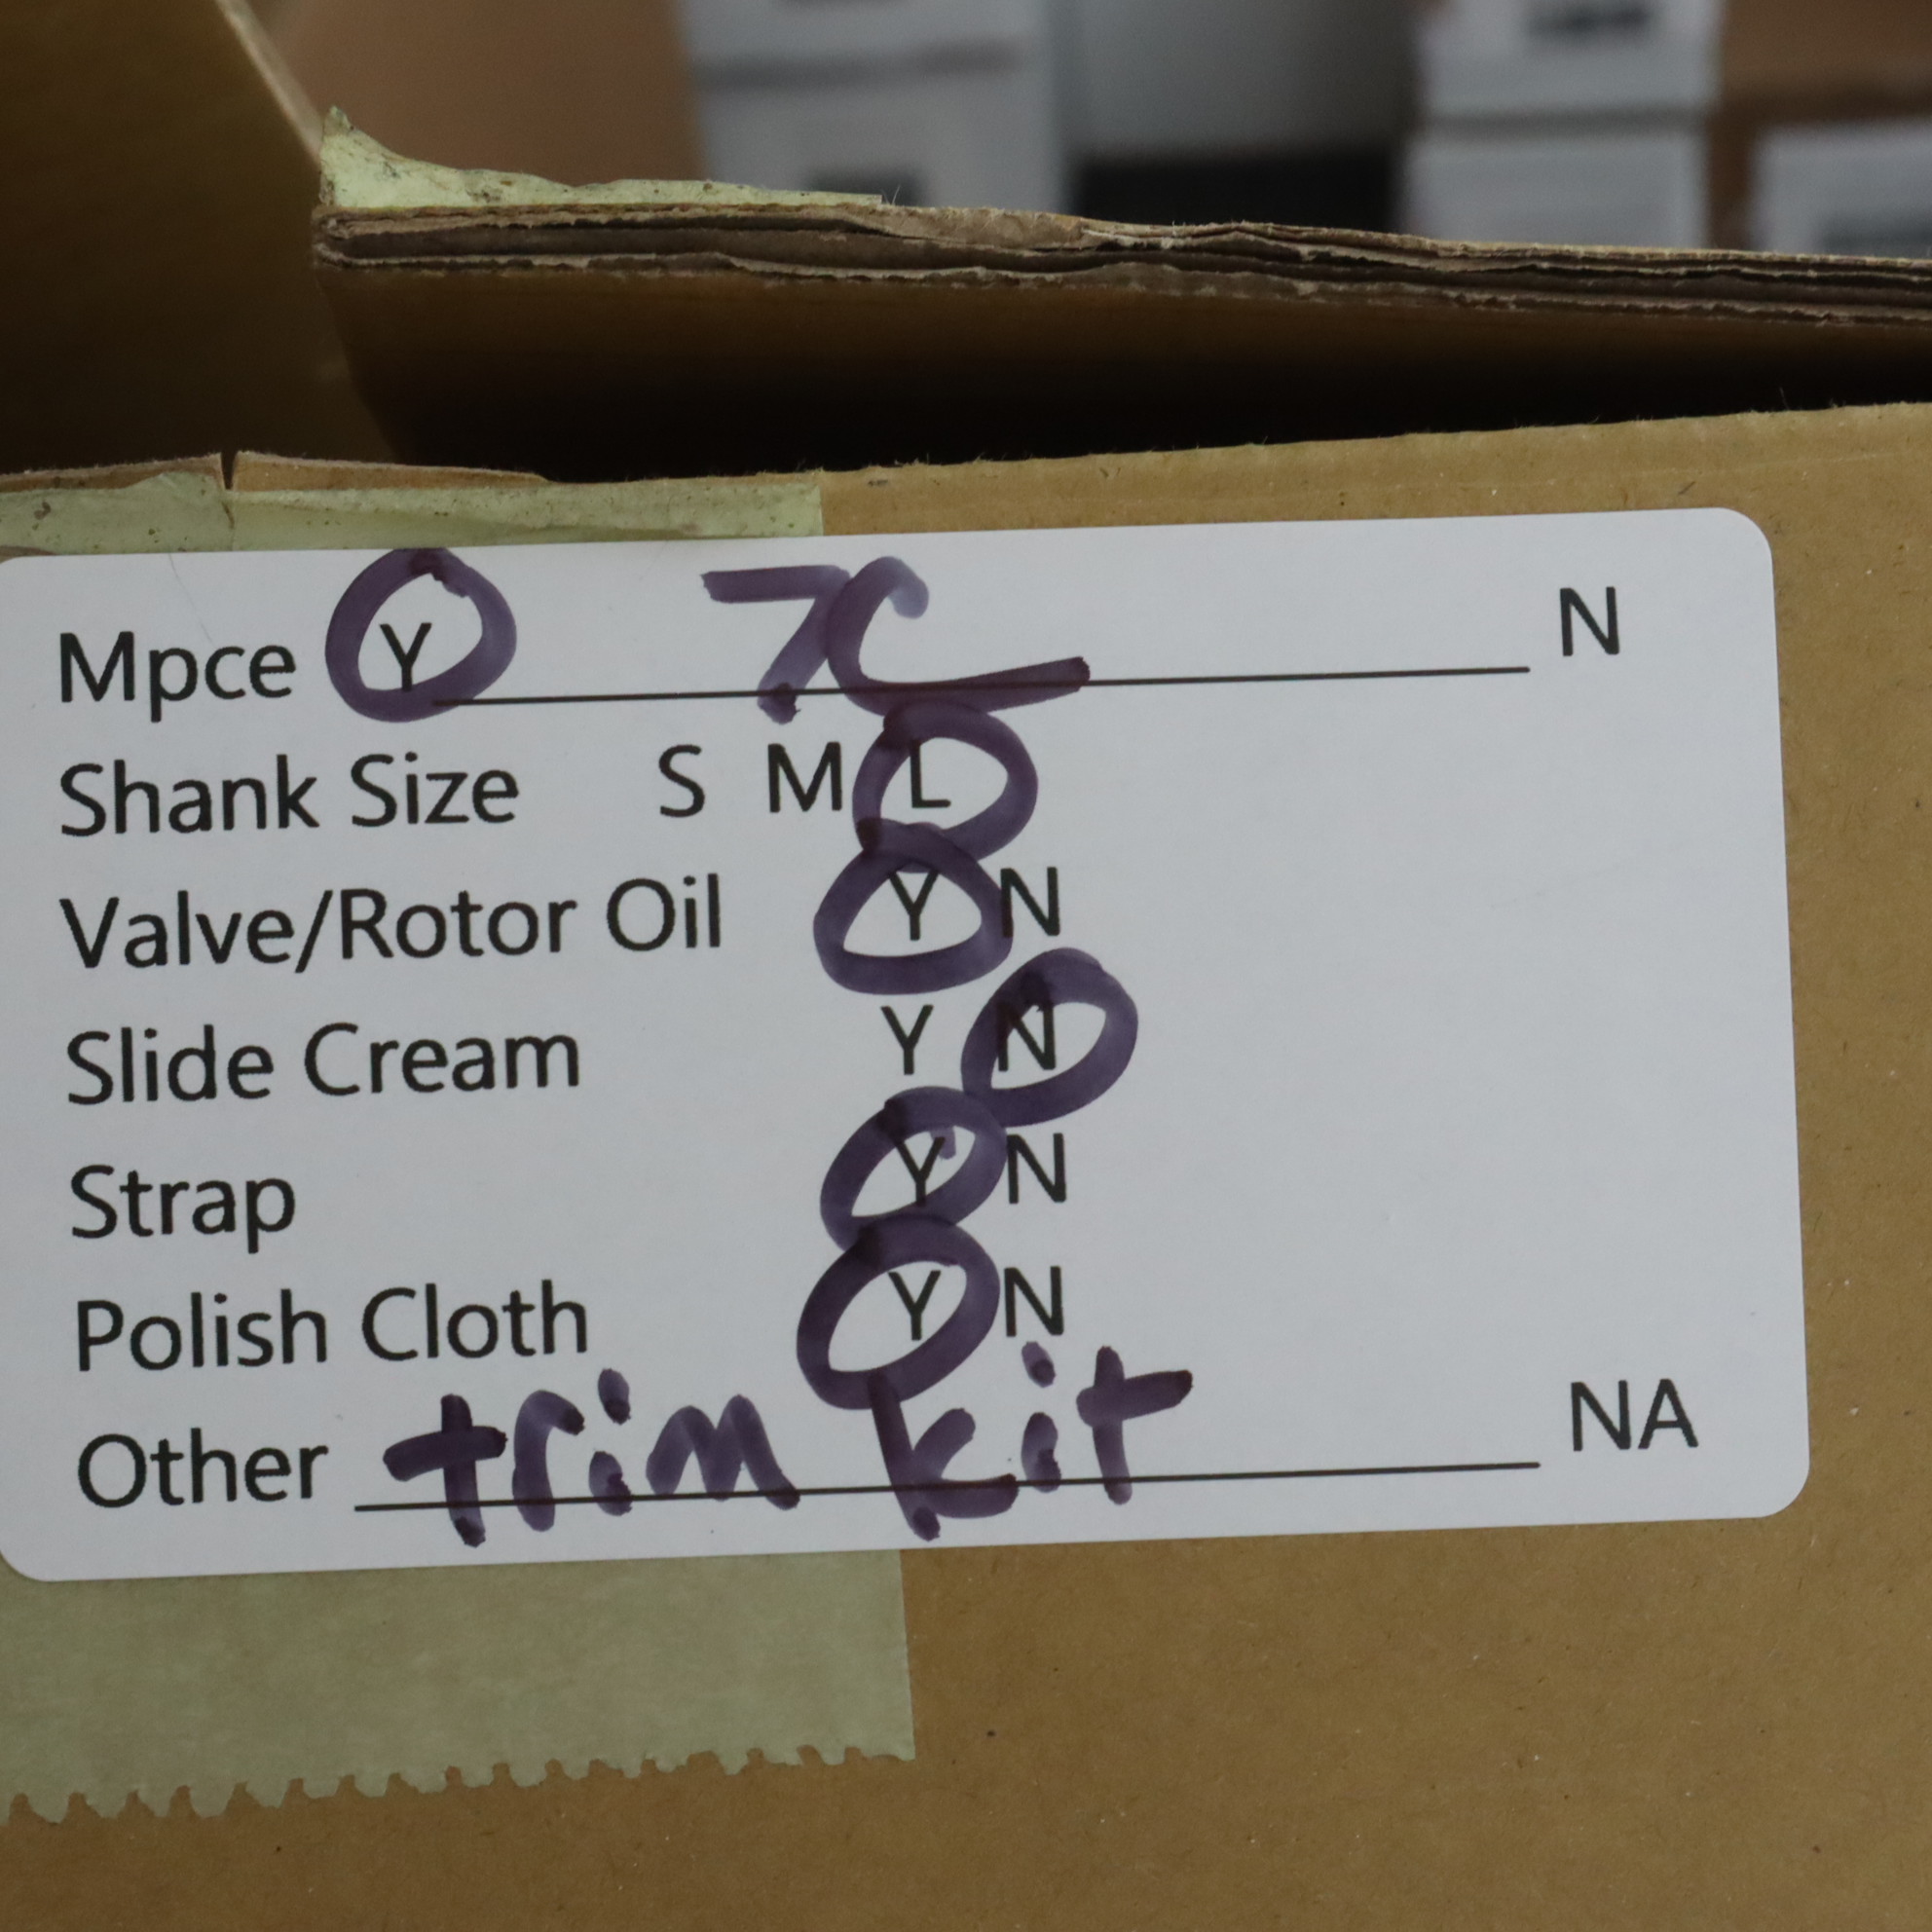 Mpce Y 7C N
Shank Size S M L
Valve/Rotor Oil Y N
Slide Cream Y N
Strap Y N
Polish Cloth Y N
Other trim kit NA